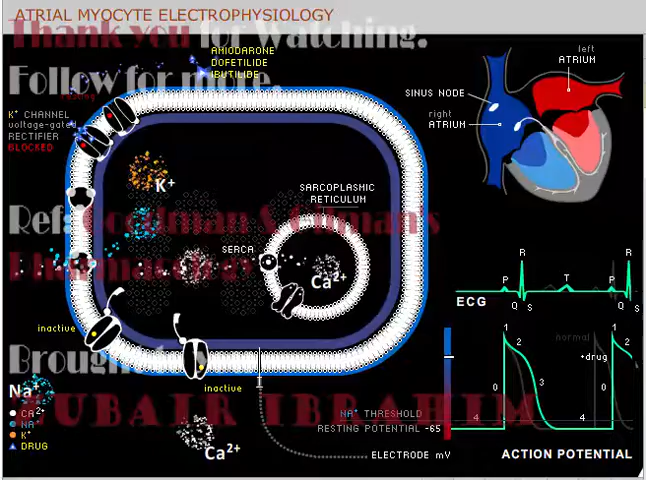 ATRIAL MYOCYTE ELECTROPHYSIOLOGY
Thank you for Watching.
Follow for more.
AMIODARONE
DOFETILIDE
IBUTILIDE
K+ CHANNEL
voltage-gated
RECTIFIER
BLOCKED
left
ATRIUM
SINUS NODE
right
ATRIUM
K+
SARCOPLASMIC
RETICULUM
Ref: Goodman & Gilman's
Pharmacology
SERCA
Ca2+
R
R
P
T
P
Q
S
Q
S
ECG
inactive
inactive
Brought by
ZUBAIR IBRAHIM
Na+
CA2+
NA+
K+
DRUG
Ca2+
NA+ THRESHOLD
RESTING POTENTIAL -65
ELECTRODE mV
1
2
normal
+drug
1
2
0
3
0
4
4
ACTION POTENTIAL